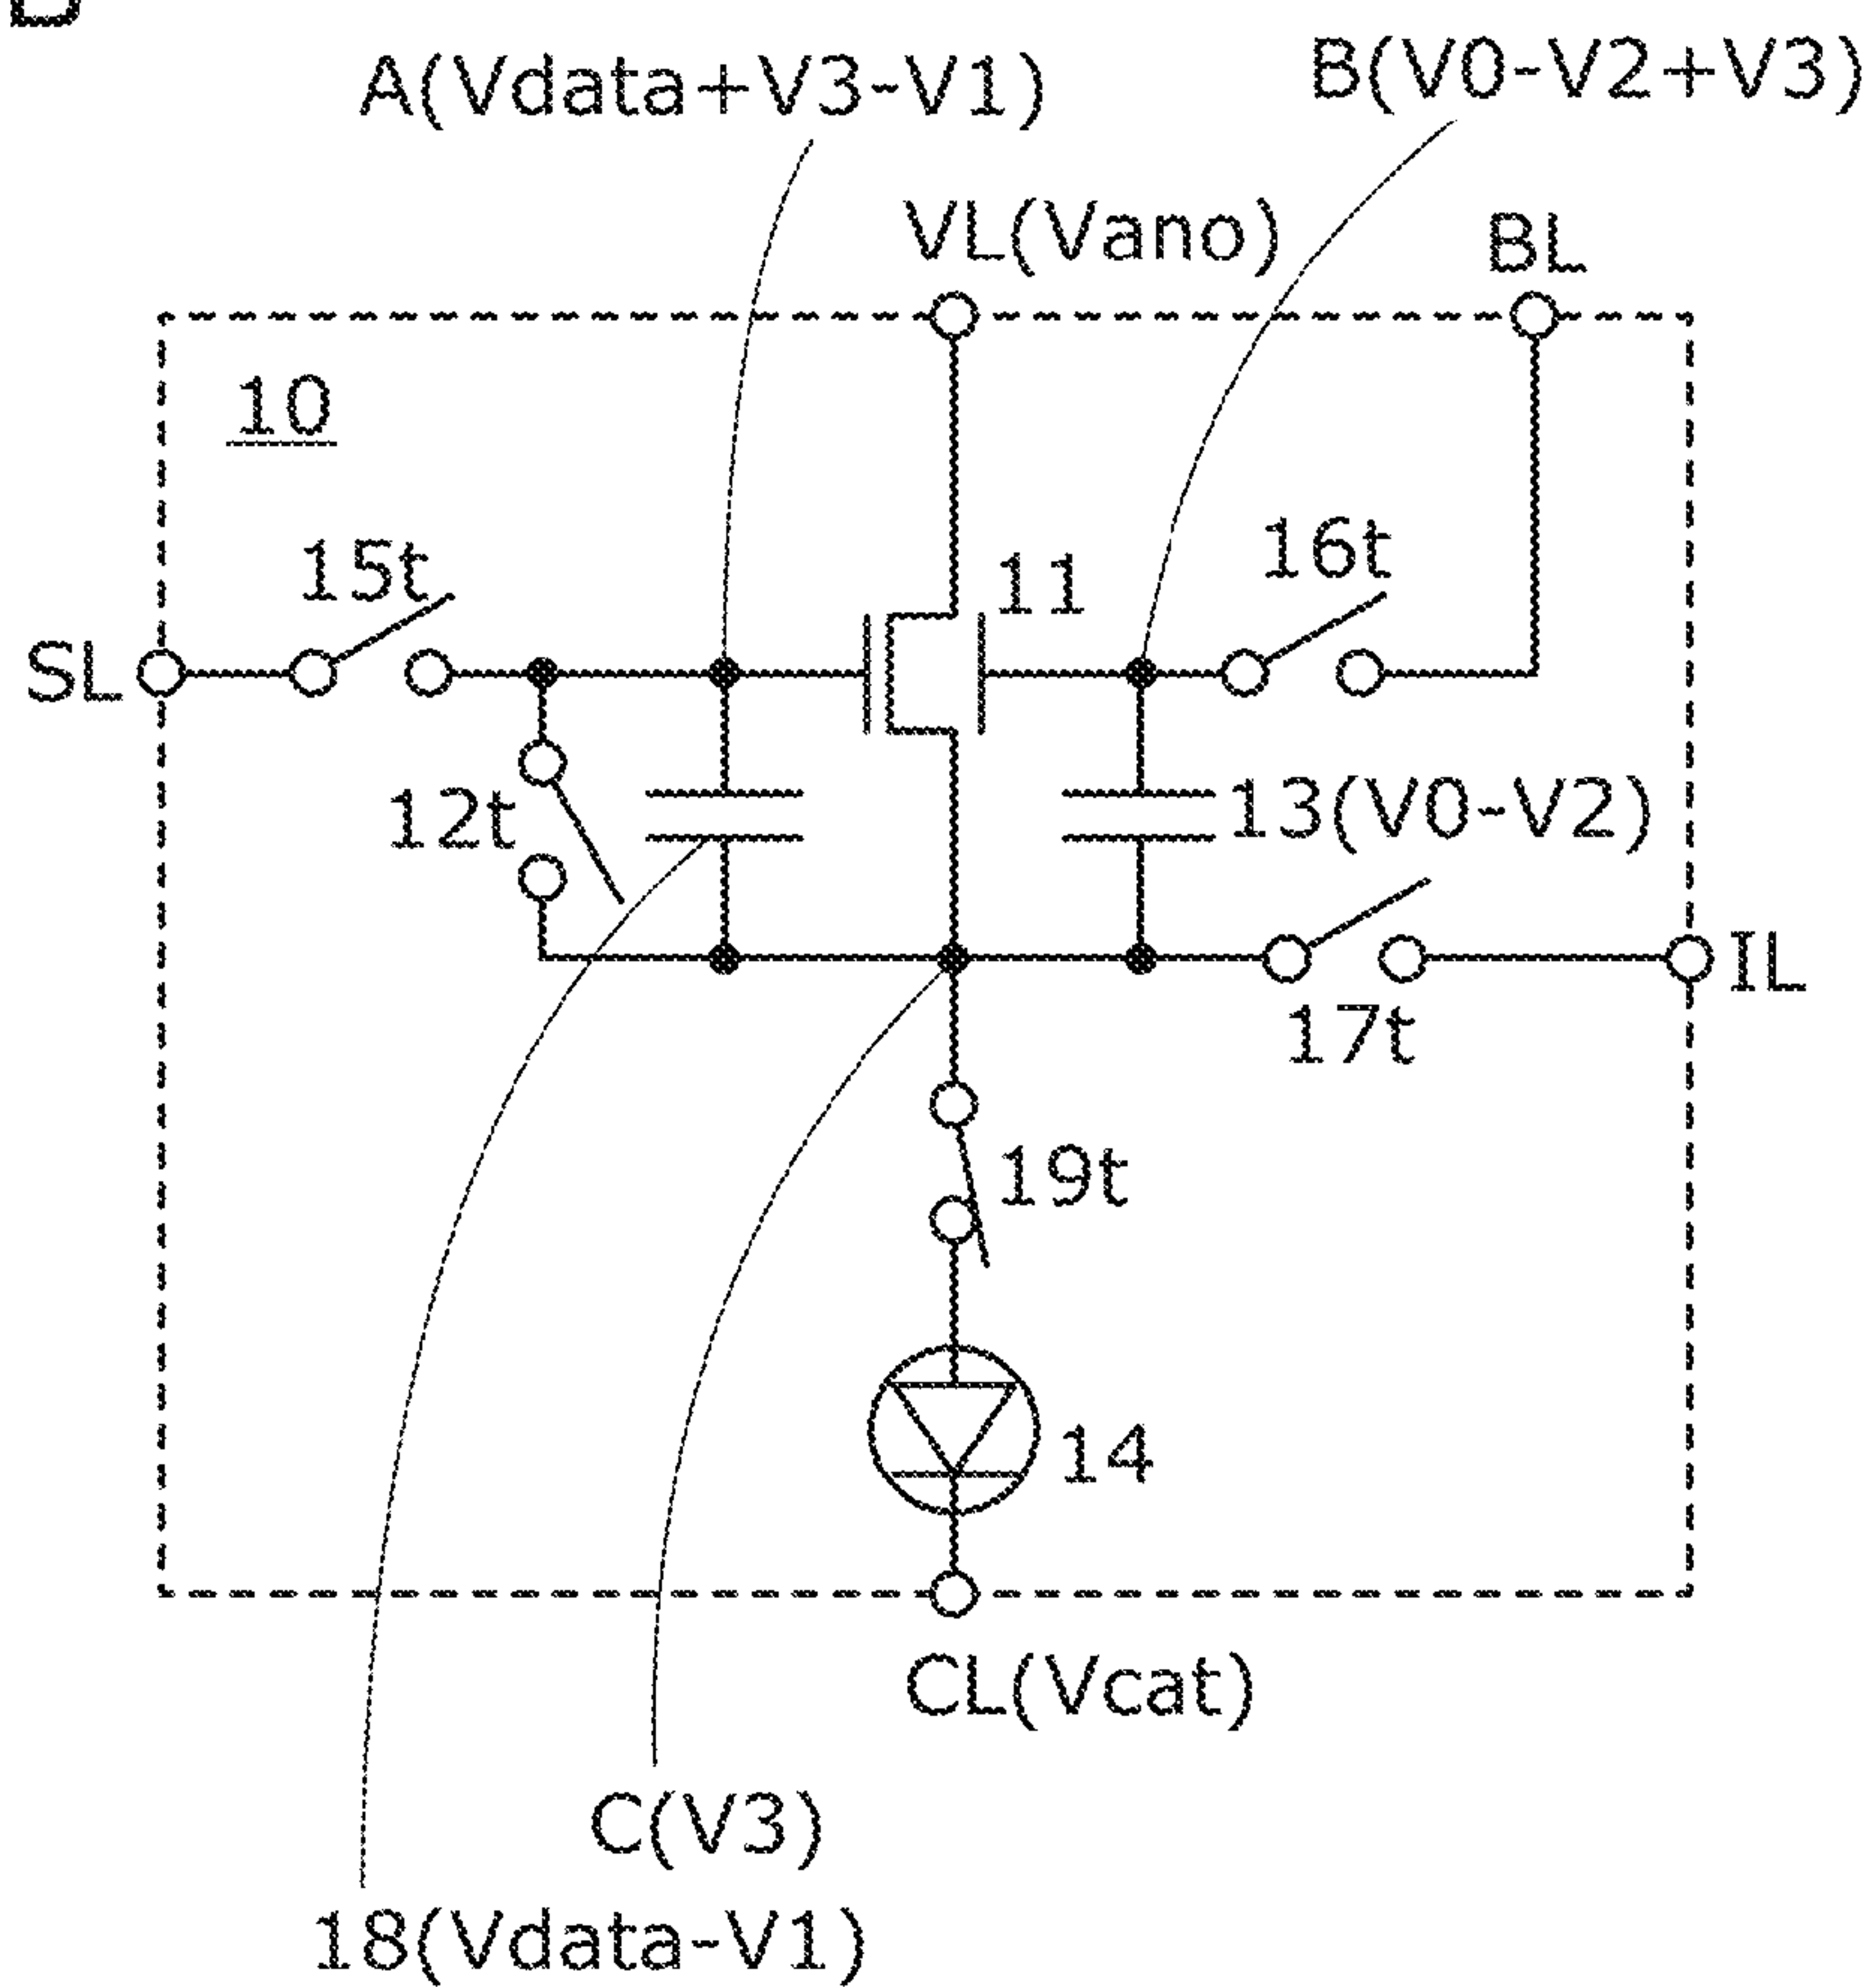 A(Vdata+V3-V1)
B(V0-V2+V3)
VL(Vano)
BL
10
15t
11
16t
SL
12t
13(V0-V2)
IL
17t
19t
14
CL(Vcat)
C(V3)
18(Vdata-V1)